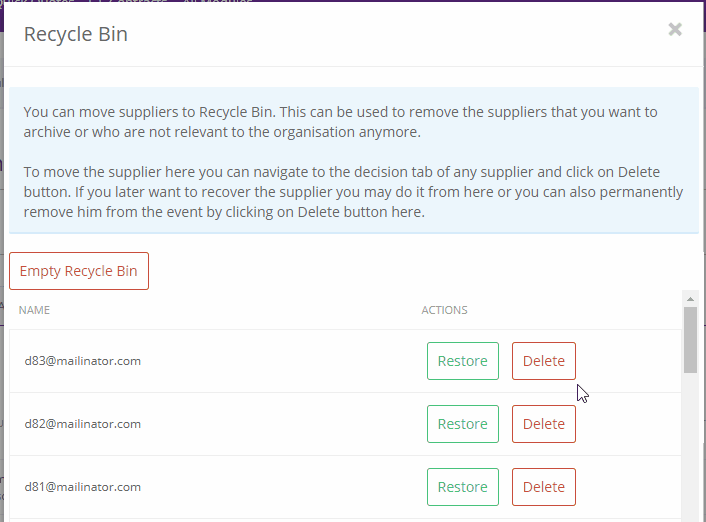 Recycle Bin
You can move suppliers to Recycle Bin. This can be used to remove the suppliers that you want to
archive or who are not relevant to the organisation anymore.
To move the supplier here you can navigate to the decision tab of any supplier and click on Delete
button. If you later want to recover the supplier you may do it from here or you can also permanently
remove him from the event by clicking on Delete button here.
Empty Recycle Bin
NAME ACTIONS
d83@mailinator.com Restore Delete
d82@mailinator.com Restore Delete
d81@mailinator.com Restore Delete